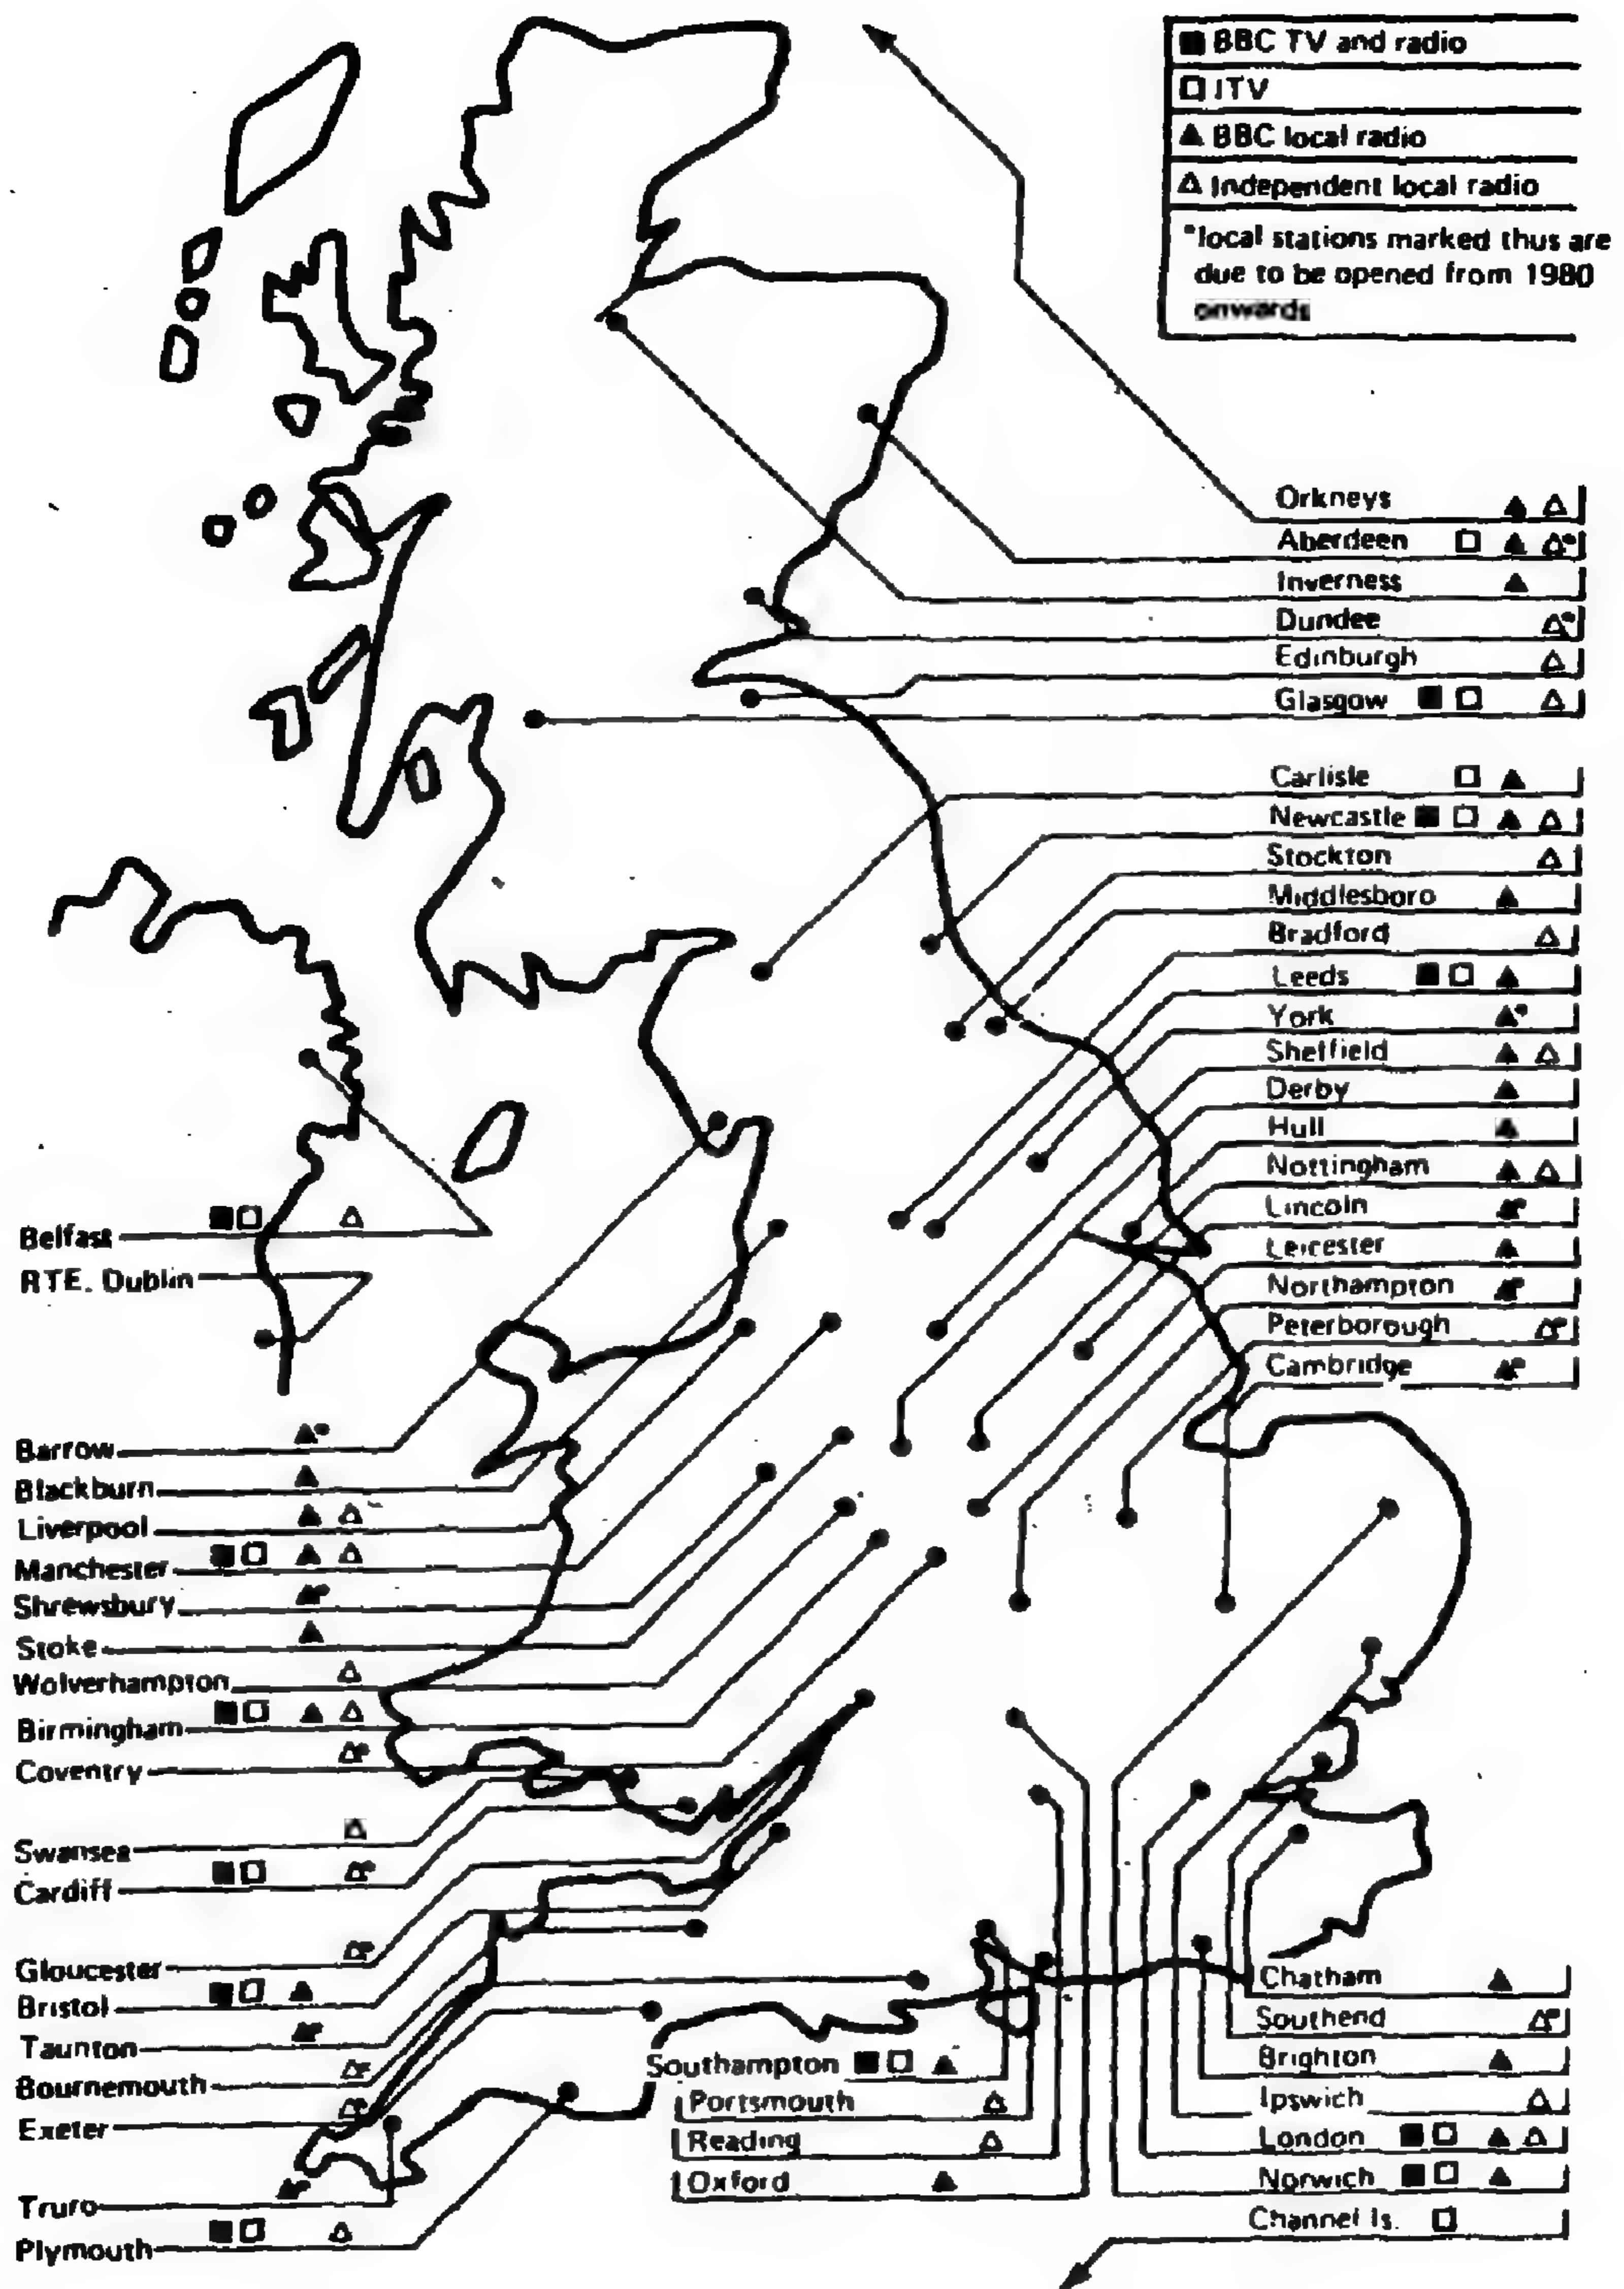 BBC TV and radio
ITV
BBC local radio
Independent local radio
*local stations marked thus are
due to be opened from 1980
onwards
Orkneys
Aberdeen
Inverness
Dundee
Edinburgh
Glasgow
Carlisle
Newcastle
Stockton
Middlesboro
Bradford
Leeds
York
Sheffield
Derby
Hull
Nottingham
Lincoln
Leicester
Northampton
Peterborough
Cambridge
Belfast
RTE. Dublin
Barrow
Blackburn
Liverpool
Manchester
Shrewsbury
Stoke
Wolverhampton
Birmingham
Coventry
Swansea
Cardiff
Gloucester
Bristol
Taunton
Bournemouth
Exeter
Truro
Plymouth
Southampton
Portsmouth
Reading
Oxford
Chatham
Southend
Brighton
Ipswich
London
Norwich
Channel Is.